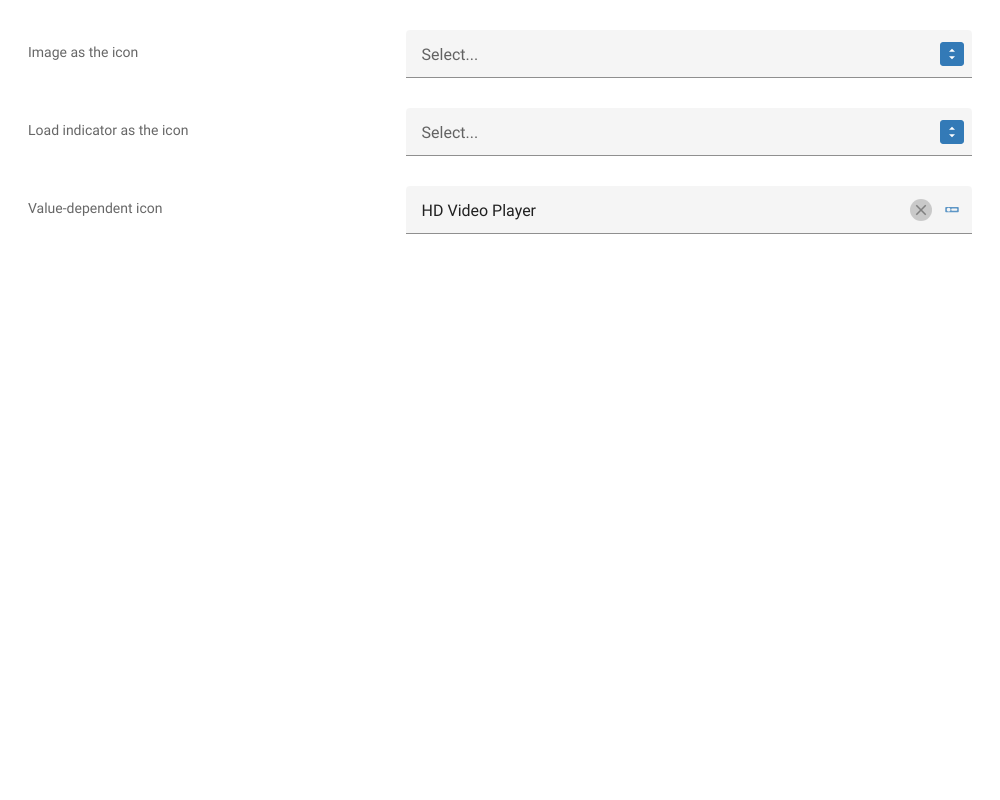 Image as the icon
Select...
Load indicator as the icon
Select...
Value-dependent icon
HD Video Player